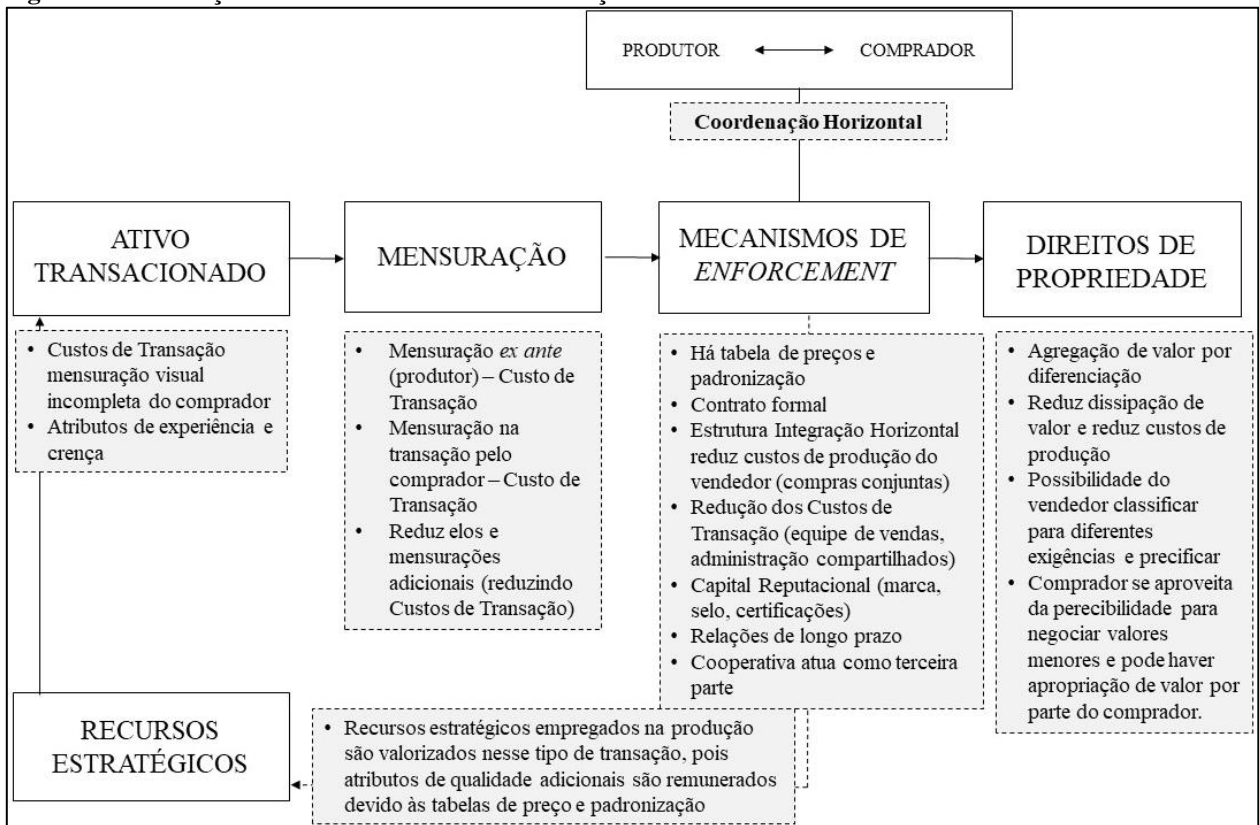 PRODUTOR
COMPRADOR
Coordenação Horizontal
ATIVO
TRANSACIONADO
• Custos de Transação
mensuração visual
incompleta do comprador
• Atributos de experiência e
crença
MENSURAÇÃO
• Mensuração ex ante
(produtor) – Custo de
Transação
• Mensuração na
transação pelo
comprador – Custo de
Transação
• Reduz elos e
mensurações
adicionais (reduzindo
Custos de Transação)
MECANISMOS DE
ENFORCEMENT
• Há tabela de preços e
padronização
• Contrato formal
• Estrutura Integração Horizontal
reduz custos de produção do
vendedor (compras conjuntas)
• Redução dos Custos de
Transação (equipe de vendas,
administração compartilhados)
• Capital Reputacional (marca,
selo, certificações)
• Relações de longo prazo
• Cooperativa atua como terceira
parte
DIREITOS DE
PROPRIEDADE
• Agregação de valor por
diferenciação
• Reduz dissipação de
valor e reduz custos de
produção
• Possibilidade do
vendedor classificar
para diferentes
exigências e precificar
• Comprador se aproveita
da perecibilidade para
negociar valores
menores e pode haver
apropriação de valor por
parte do comprador.
RECURSOS
ESTRATÉGICOS
• Recursos estratégicos empregados na produção
são valorizados nesse tipo de transação, pois
atributos de qualidade adicionais são remunerados
devido às tabelas de preço e padronização